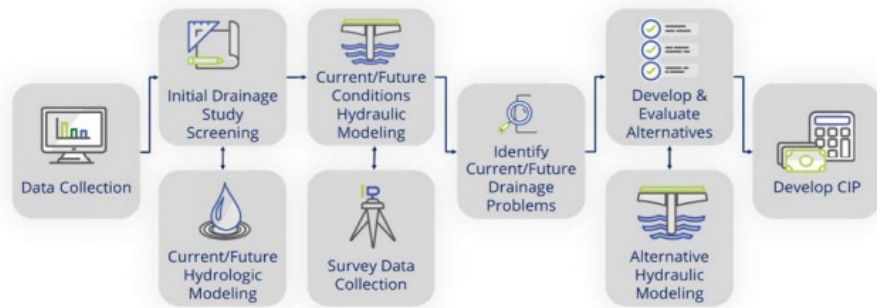 Data Collection
Initial Drainage
Study
Screening
Current/Future
Hydrologic
Modeling
Current/Future
Conditions
Hydraulic
Modeling
Survey Data
Collection
Identify
Current/Future
Drainage
Problems
Develop &
Evaluate
Alternatives
Alternative
Hydraulic
Modeling
Develop CIP